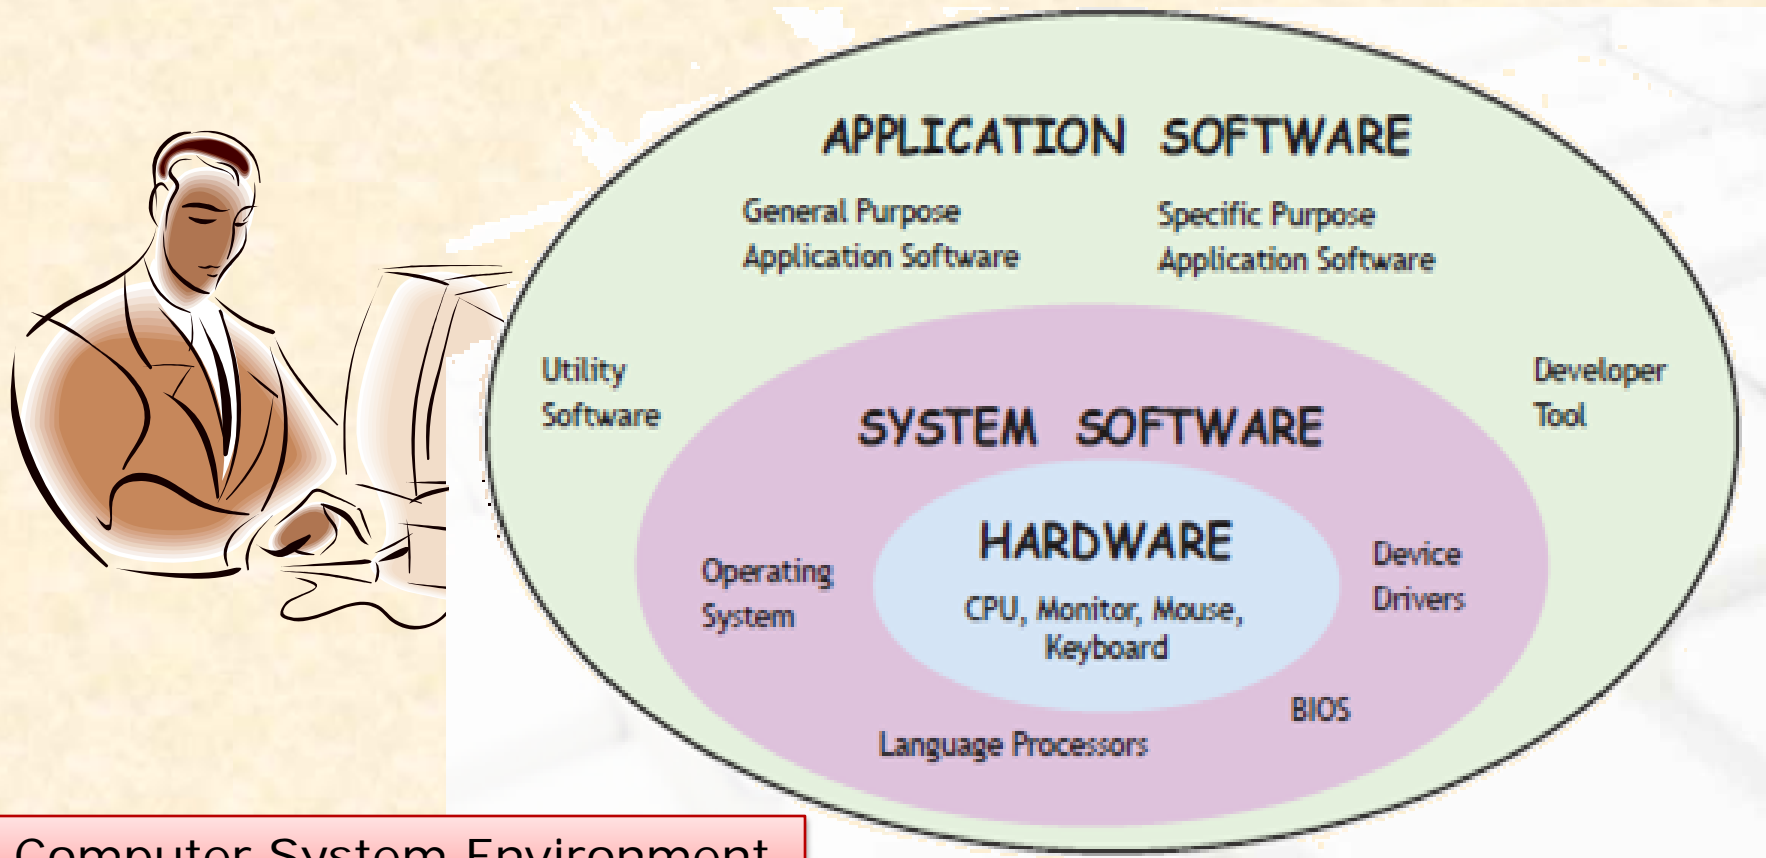 APPLICATION SOFTWARE
General Purpose
Application Software
Specific Purpose
Application Software
Utility
Software
Developer
Tool
SYSTEM SOFTWARE
HARDWARE
CPU, Monitor, Mouse,
Keyboard
Operating
System
Device
Drivers
BIOS
Language Processors
Computer System Environment